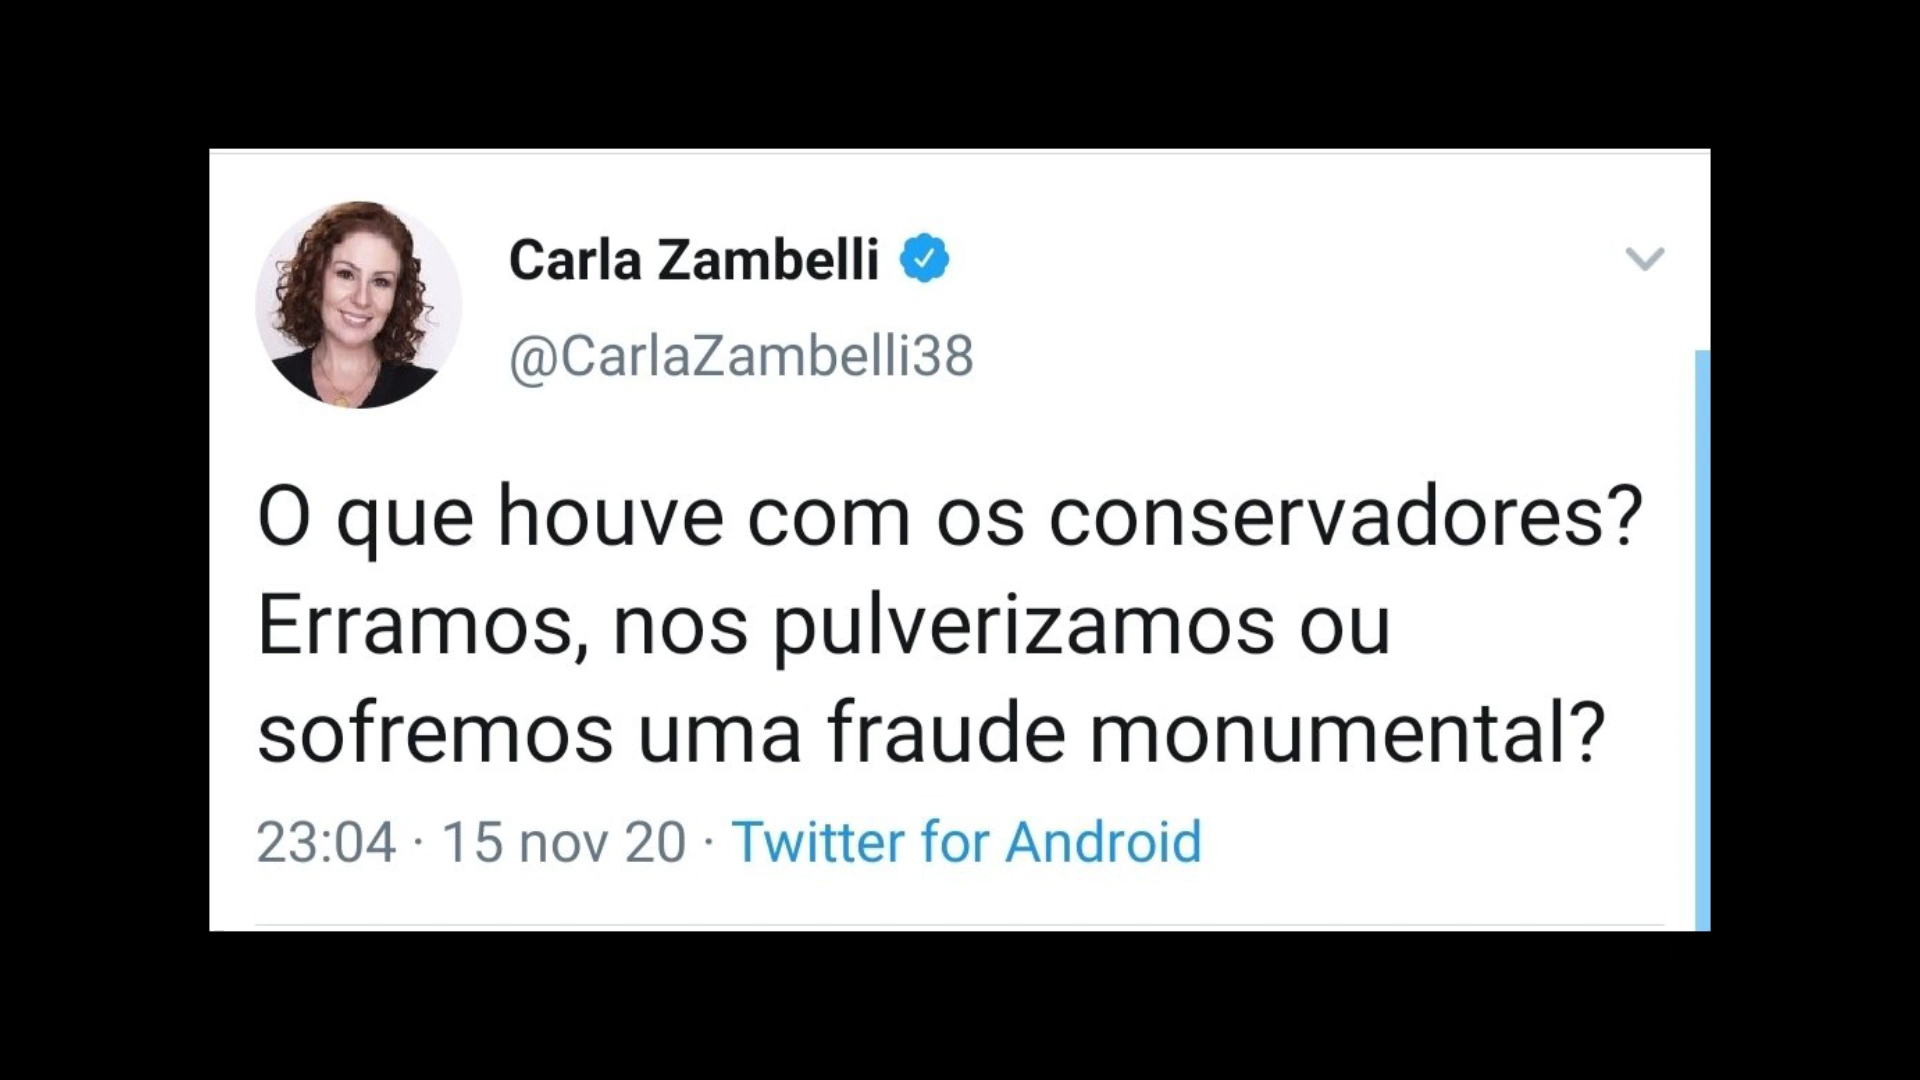 Carla Zambelli
@CarlaZambelli38
O que houve com os conservadores?
Erramos, nos pulverizamos ou
sofremos uma fraude monumental?
23:04 · 15 nov 20 · Twitter for Android